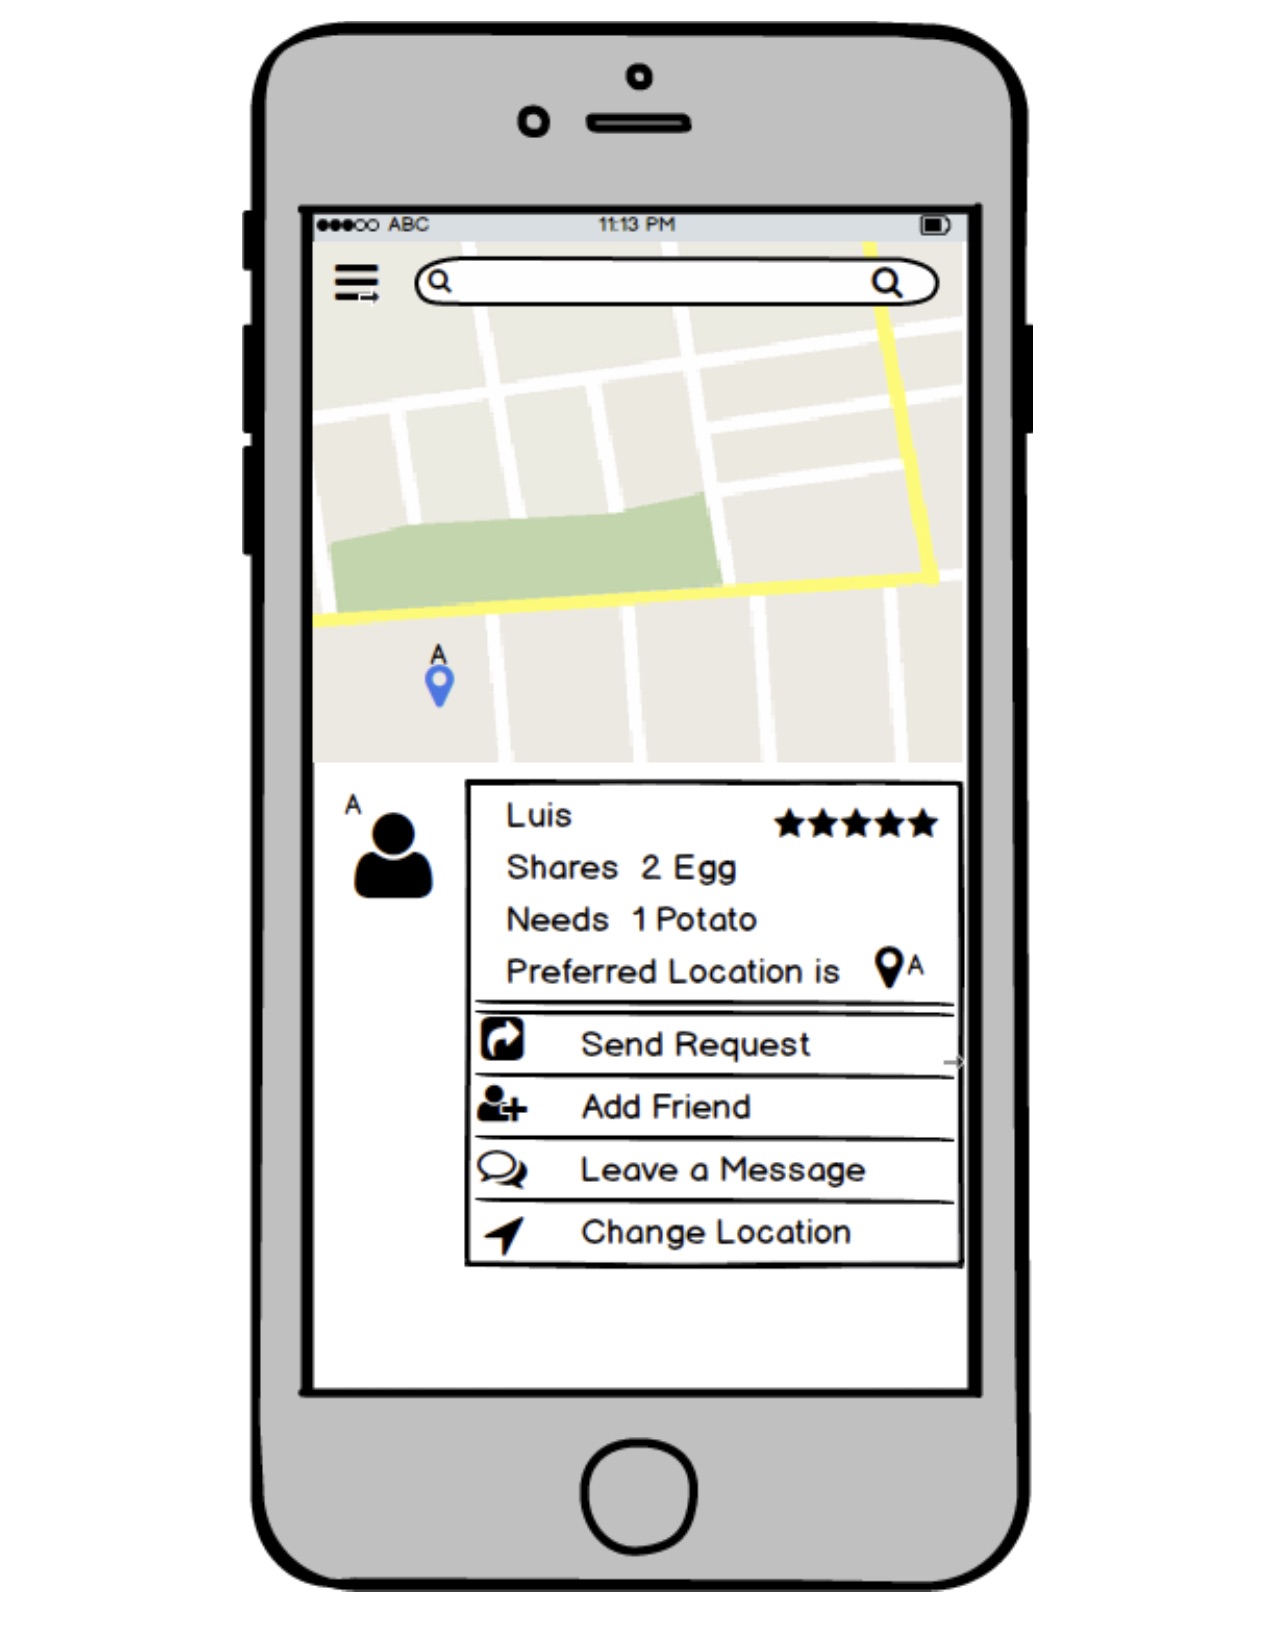 ABC 11:13 PM
A
A
Luis
Shares 2 Egg
Needs 1 Potato
Preferred Location is A
Send Request
Add Friend
Leave a Message
Change Location